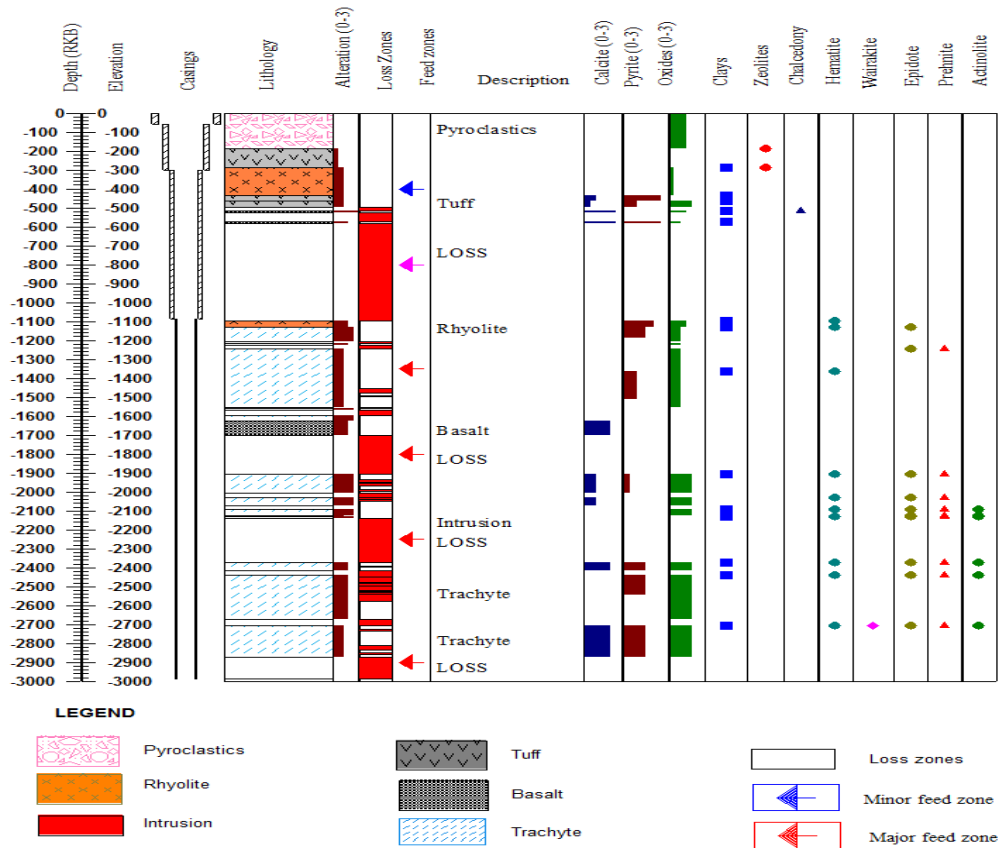 Depth (RKB)
Elevation
Casings
Lithology
Alteration (0-3)
Loss Zones
Feed zones
Description
Calcite (0-3)
Pyrite (0-3)
Oxides (0-3)
Clays
Zeolites
Chalcedony
Hematite
Wairakite
Epidote
Prehnite
Actinolite
0 0
-100 -100
Pyroclastics
-200 -200
-300 -300
-400 -400
-500 -500
Tuff
-600 -600
-700 -700
LOSS
-800 -800
-900 -900
-1000 -1000
-1100 -1100
Rhyolite
-1200 -1200
-1300 -1300
-1400 -1400
-1500 -1500
-1600 -1600
-1700 -1700
Basalt
-1800 -1800
LOSS
-1900 -1900
-2000 -2000
-2100 -2100
-2200 -2200
Intrusion
-2300 -2300
LOSS
-2400 -2400
-2500 -2500
-2600 -2600
Trachyte
-2700 -2700
-2800 -2800
Trachyte
-2900 -2900
LOSS
-3000 -3000
LEGEND
Pyroclastics
Tuff
Loss zones
Rhyolite
Basalt
Minor feed zone
Intrusion
Trachyte
Major feed zone